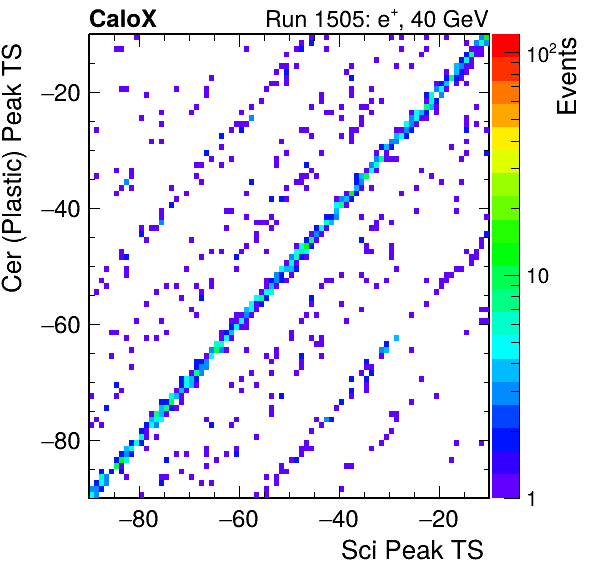 CaloX Run 1505: e+, 40 GeV
Cer (Plastic) Peak TS
−20
−40
−60
−80
−80 −60 −40 −20
Sci Peak TS
10²
10
1
Events